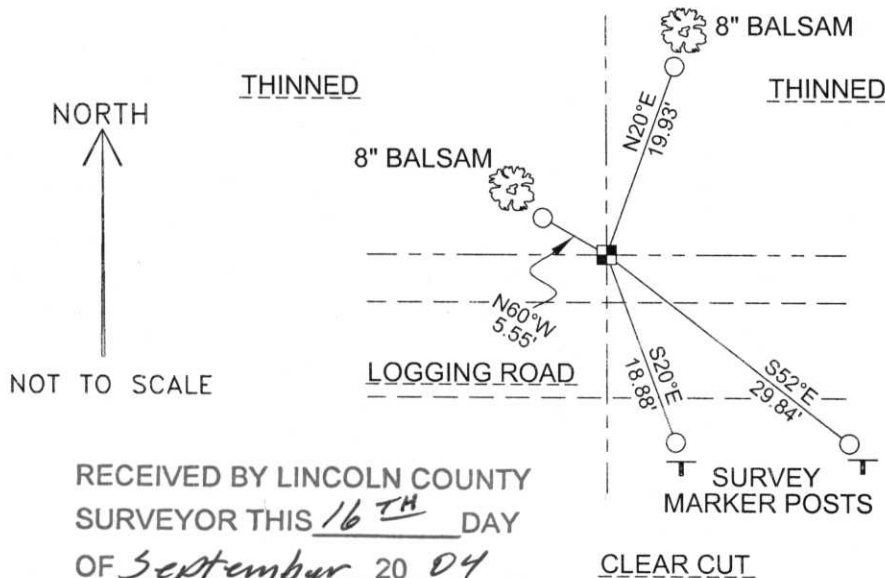 8" BALSAM
THINNED
THINNED
NORTH
N20°E
19.93'
8" BALSAM
N60°W
5.55'
LOGGING ROAD
S20°E
18.88'
S52°E
29.84'
NOT TO SCALE
SURVEY
MARKER POSTS
RECEIVED BY LINCOLN COUNTY
SURVEYOR THIS 16TH DAY
OF September 20 04
CLEAR CUT